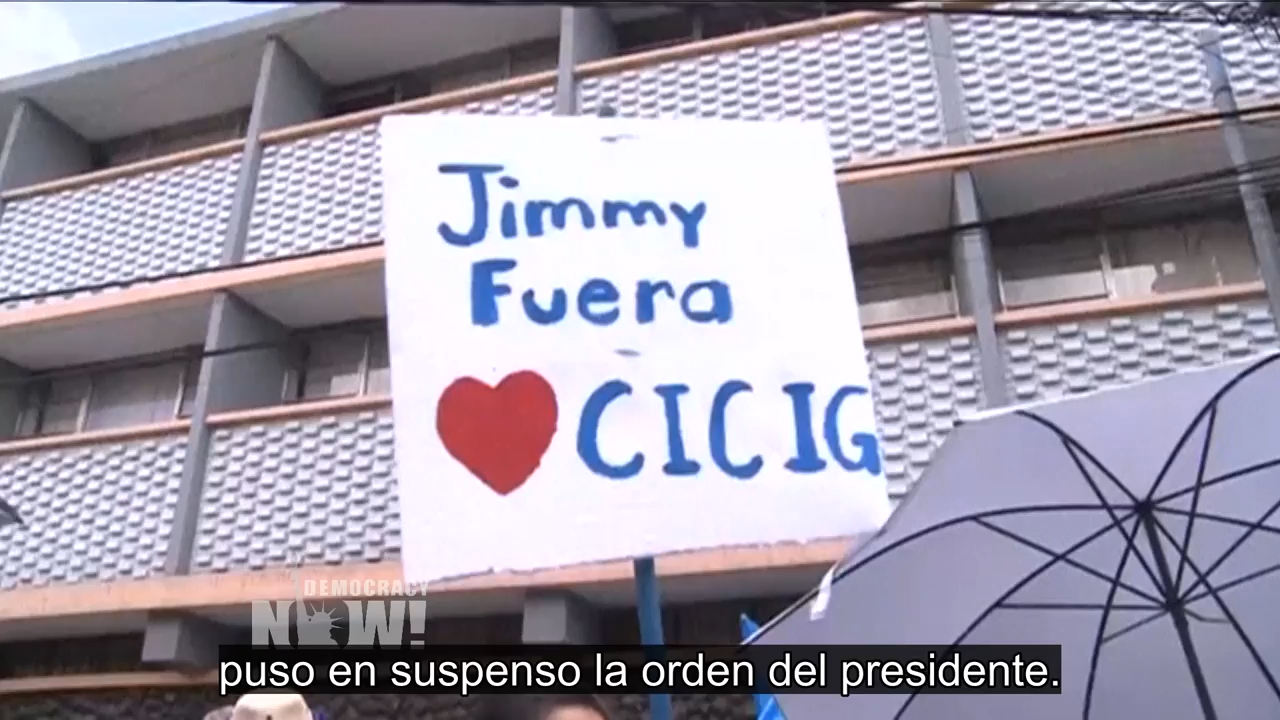 Jimmy
Fuera
CICIG
DEMOCRACY
NOW!
puso en suspenso la orden del presidente.